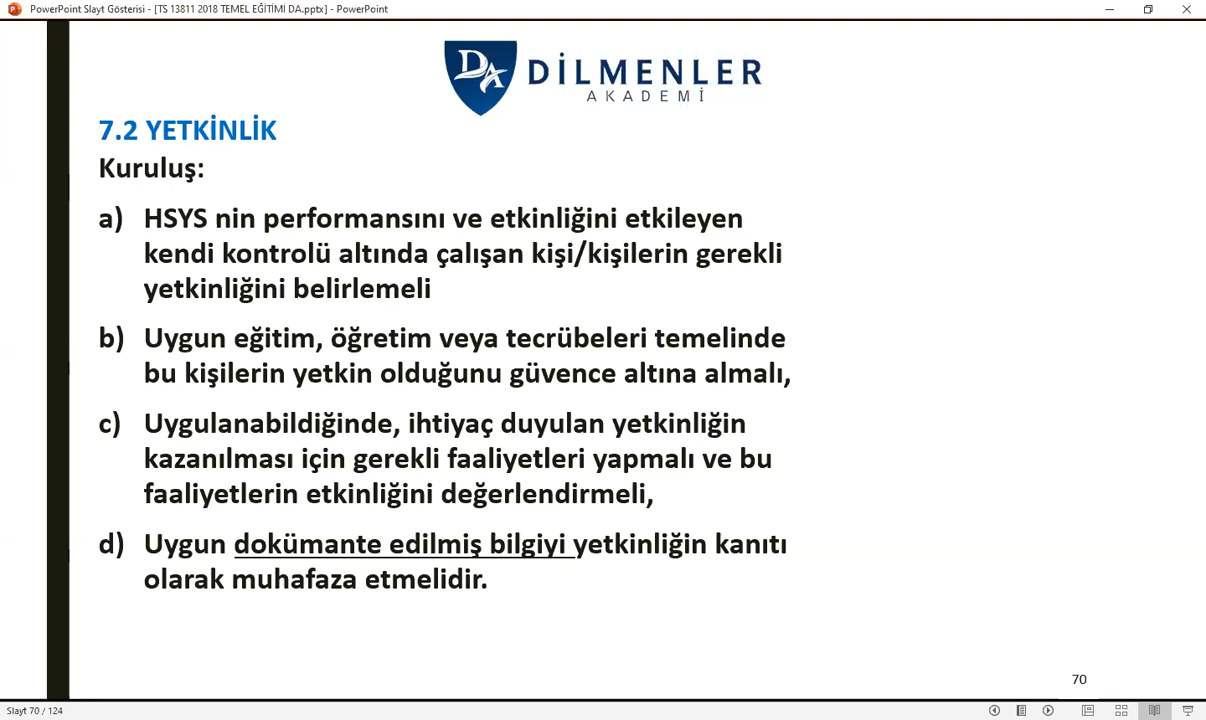 PowerPoint Slayt Gösterisi - [TS 13811 2018 TEMEL EĞİTİMİ DA.pptx] - PowerPoint
DA
DİLMENLER
AKADEMİ
7.2 YETKİNLİK
Kuruluş:
a) HSYS nin performansını ve etkinliğini etkileyen
kendi kontrolü altında çalışan kişi/kişilerin gerekli
yetkinliğini belirlemeli
b) Uygun eğitim, öğretim veya tecrübeleri temelinde
bu kişilerin yetkin olduğunu güvence altına almalı,
c) Uygulanabildiğinde, ihtiyaç duyulan yetkinliğin
kazanılması için gerekli faaliyetleri yapmalı ve bu
faaliyetlerin etkinliğini değerlendirmeli,
d) Uygun dokümante edilmiş bilgiyi yetkinliğin kanıtı
olarak muhafaza etmelidir.
70
Slayt 70 / 124